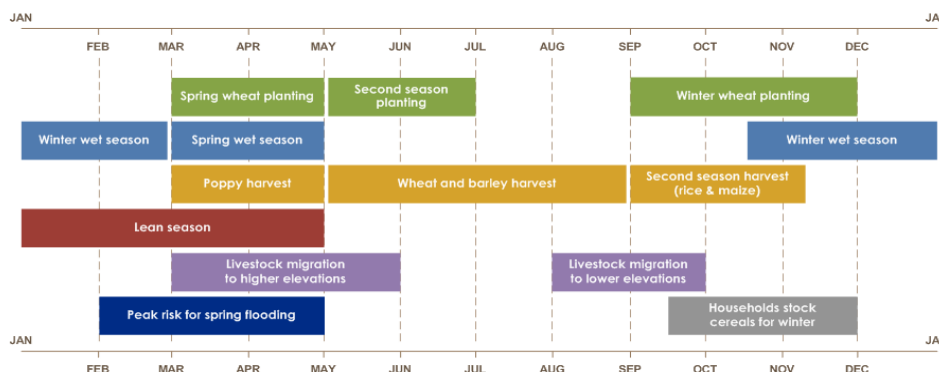 JAN
JA
FEB MAR APR MAY JUN JUL AUG SEP OCT NOV DEC
Spring wheat planting
Second season
planting
Winter wheat planting
Winter wet season
Spring wet season
Winter wet season
Poppy harvest
Wheat and barley harvest
Second season harvest
(rice & maize)
Lean season
Livestock migration
to higher elevations
Livestock migration
to lower elevations
Peak risk for spring flooding
Households stock
cereals for winter
JAN
JA
FEB MAR APR MAY JUN JUL AUG SEP OCT NOV DEC